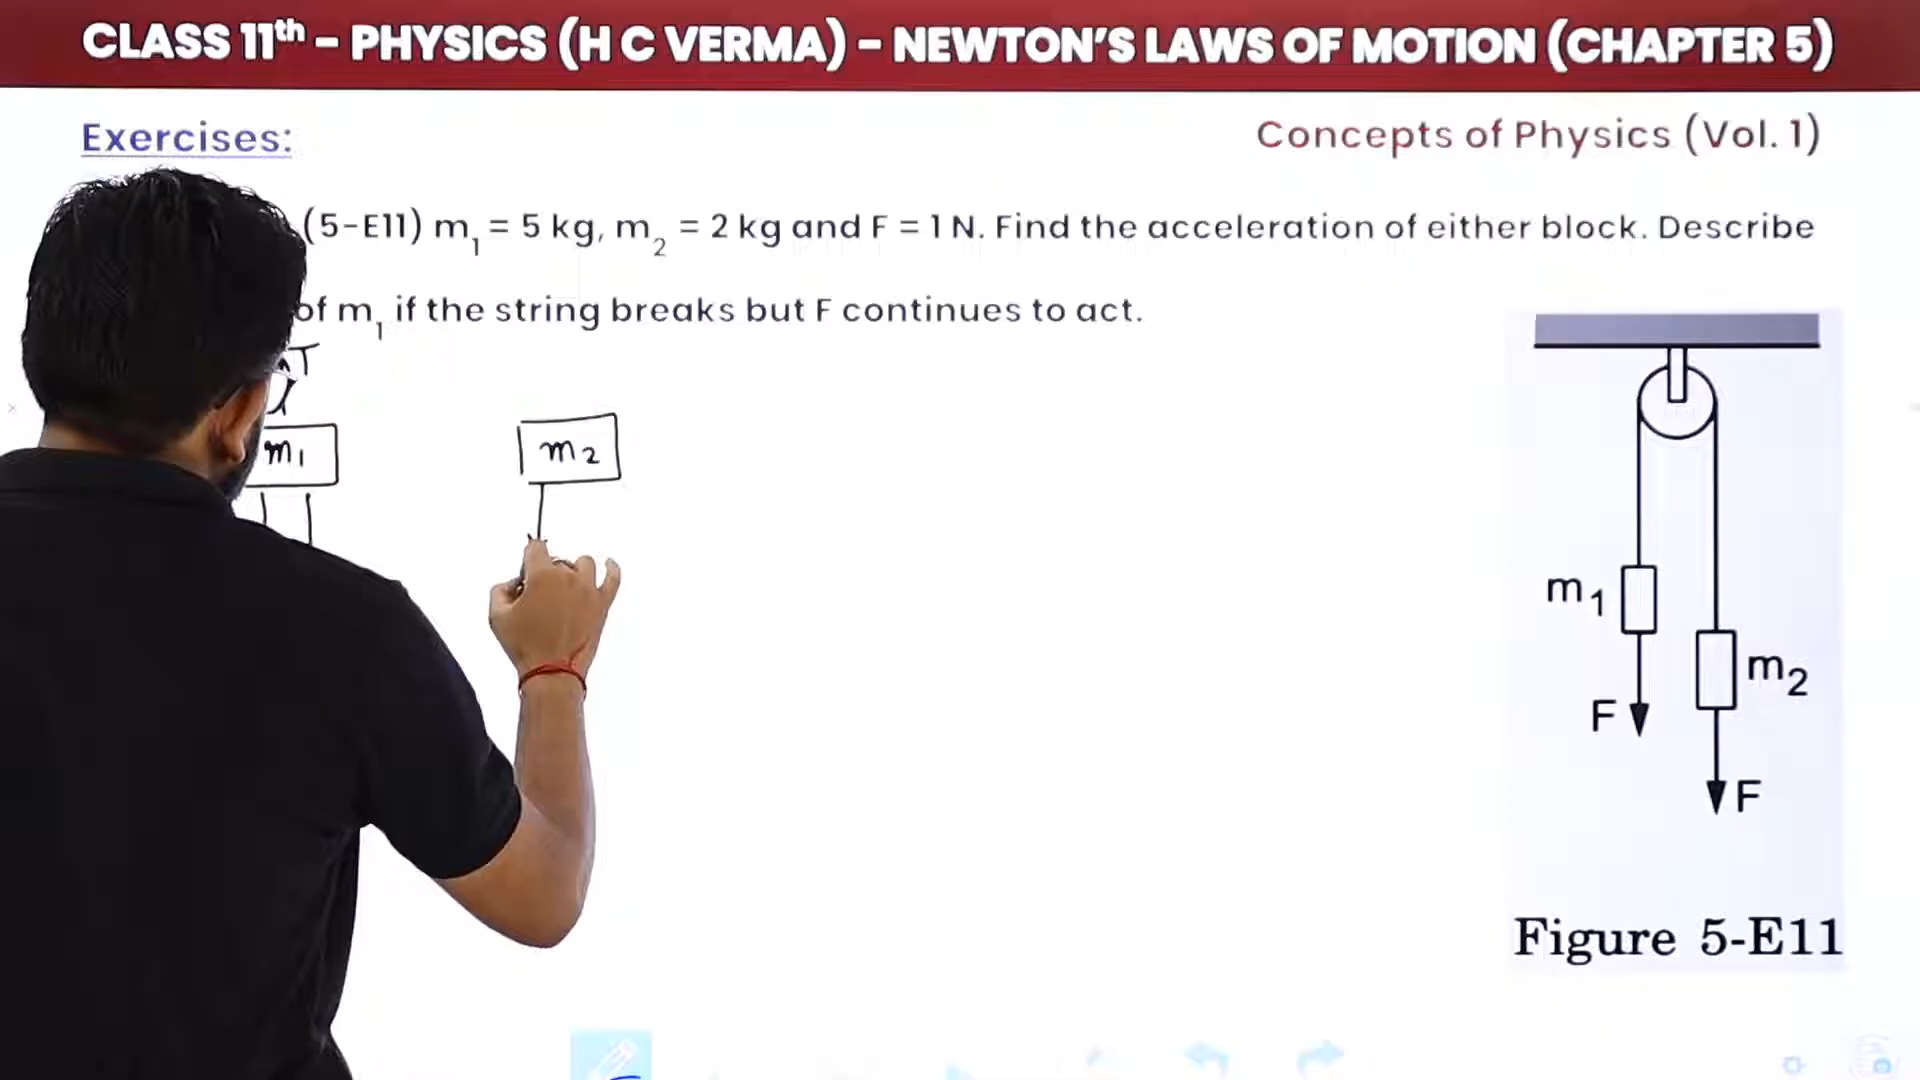 CLASS 11th - PHYSICS (H C VERMA) - NEWTON'S LAWS OF MOTION (CHAPTER 5)
Exercises:
Concepts of Physics (Vol. 1)
(5-E11) m₁ = 5 kg, m₂ = 2 kg and F = 1 N. Find the acceleration of either block. Describe
of m₁ if the string breaks but F continues to act.
T
m₁
m₂
m₁
m₂
F
F
Figure 5-E11